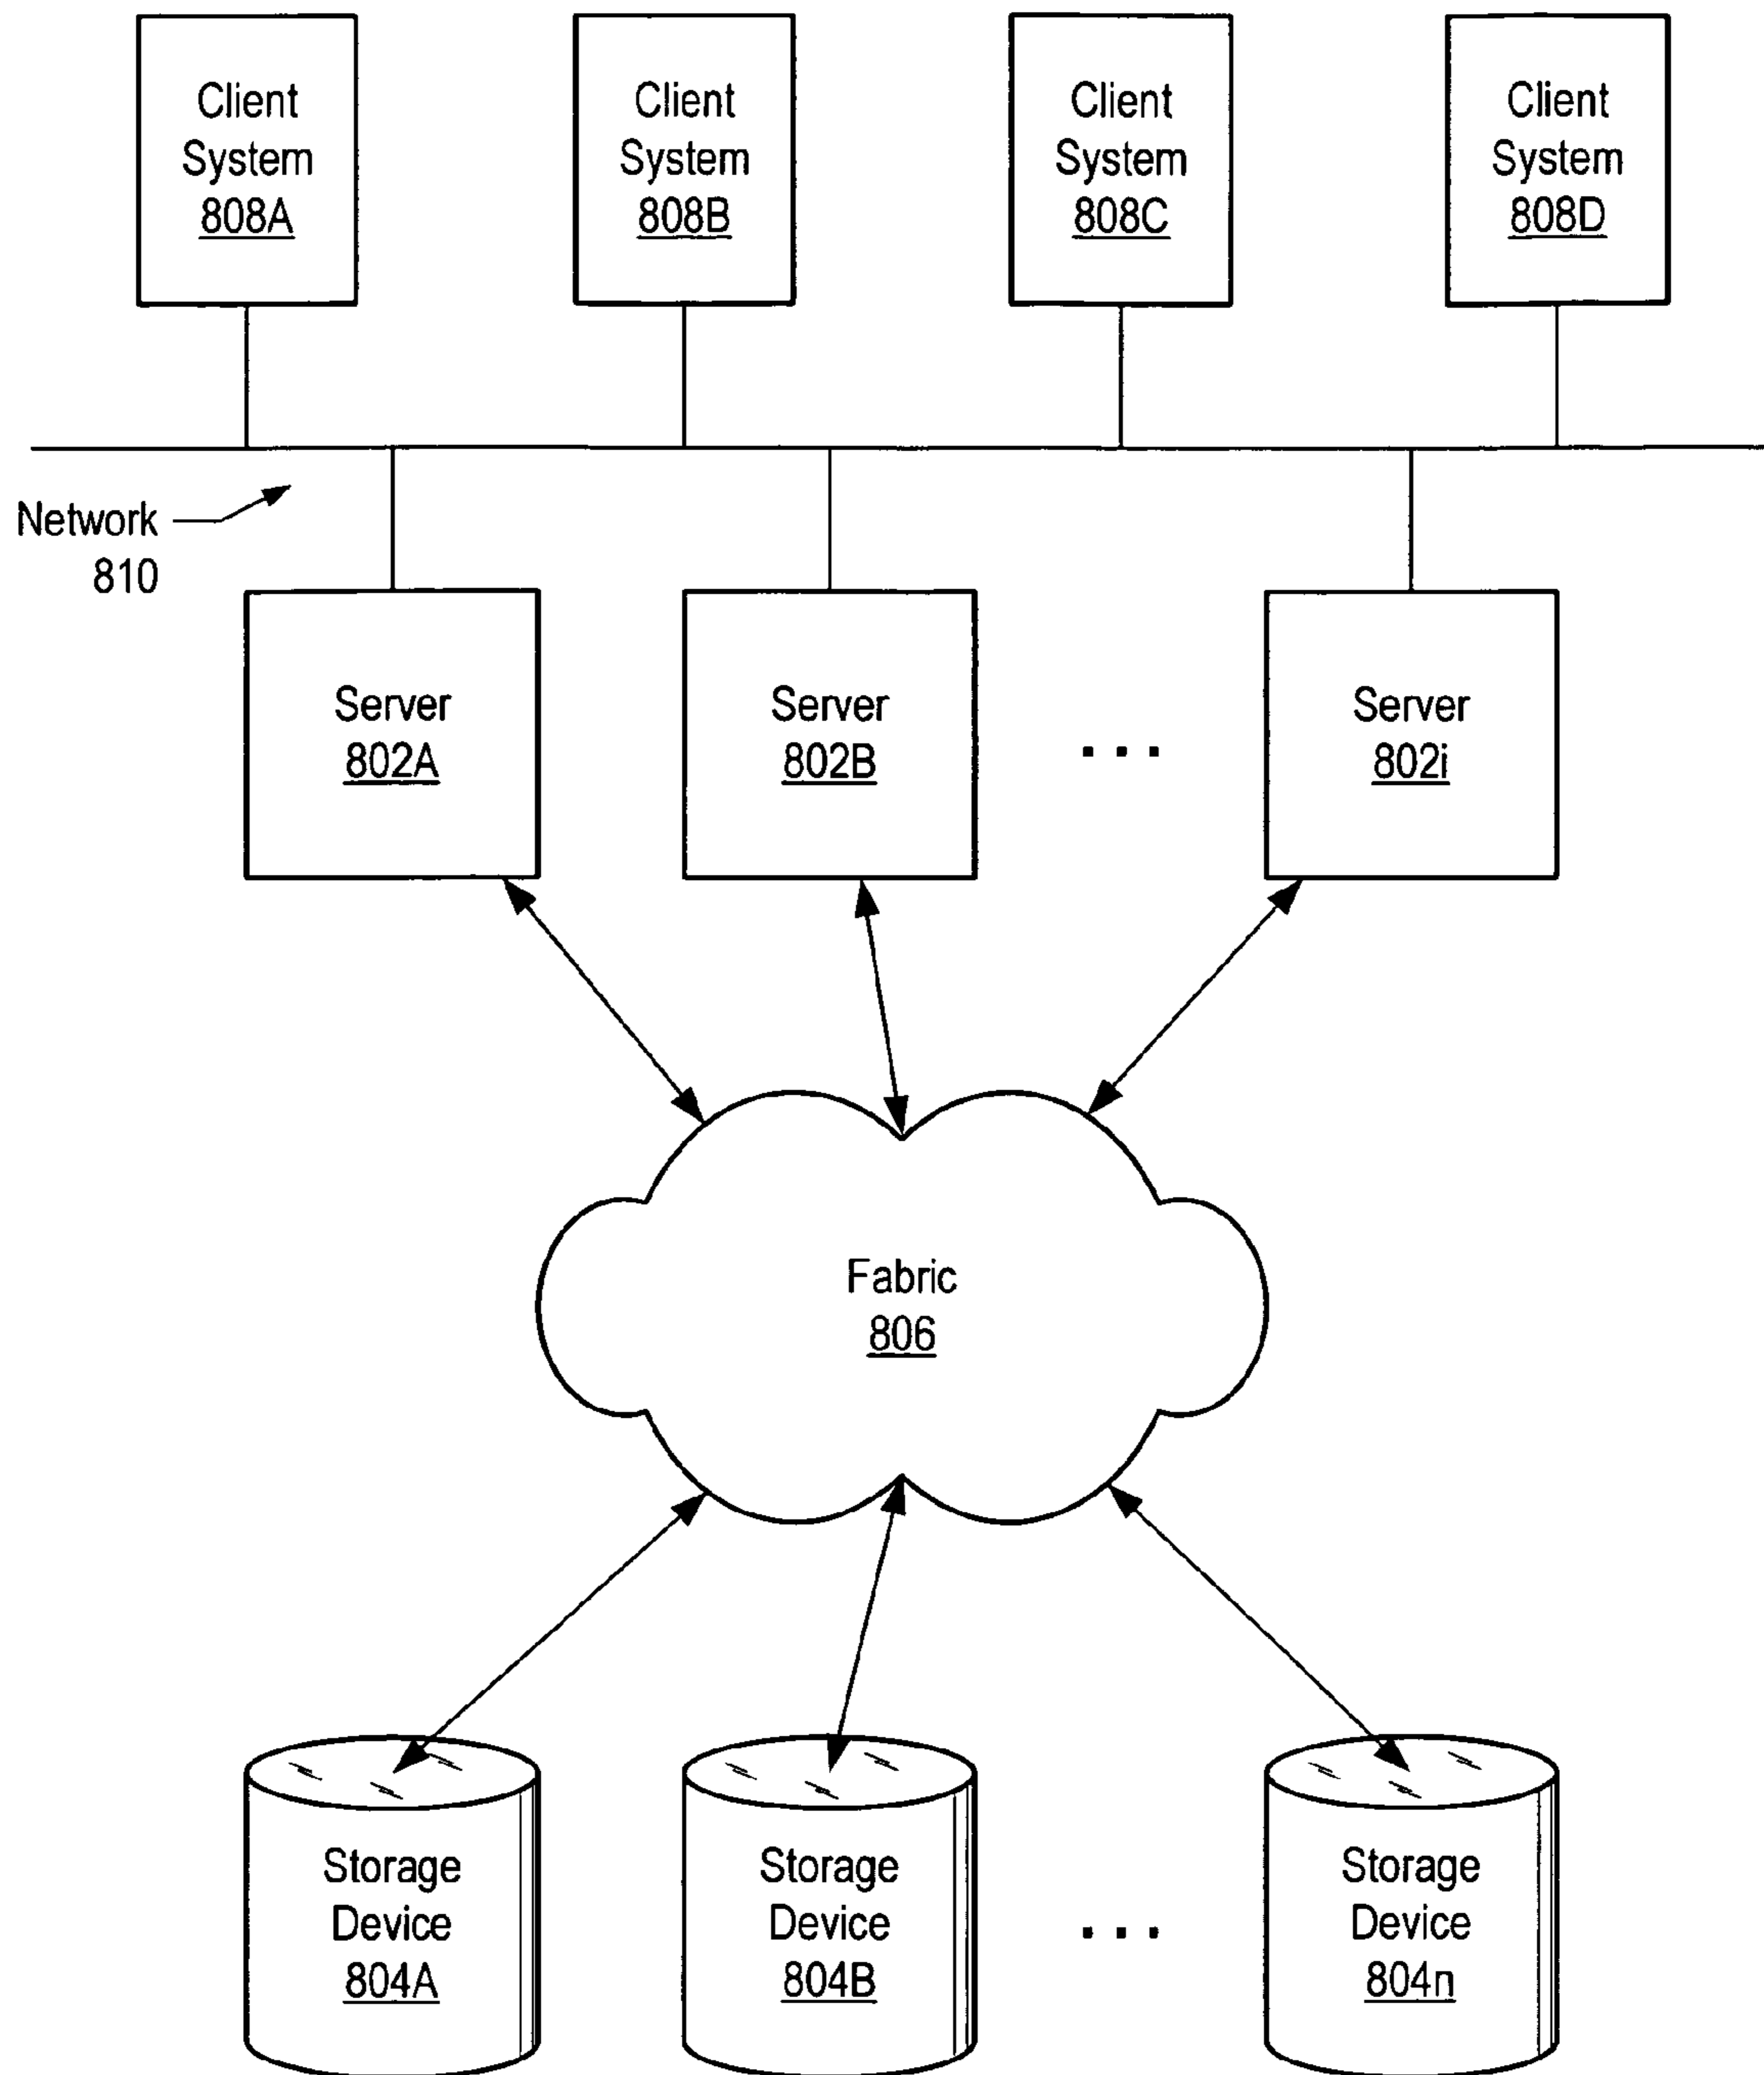 Client
System
808A
Client
System
808B
Client
System
808C
Client
System
808D
Network
810
Server
802A
Server
802B
. . .
Server
802i
Fabric
806
Storage
Device
804A
Storage
Device
804B
. . .
Storage
Device
804n